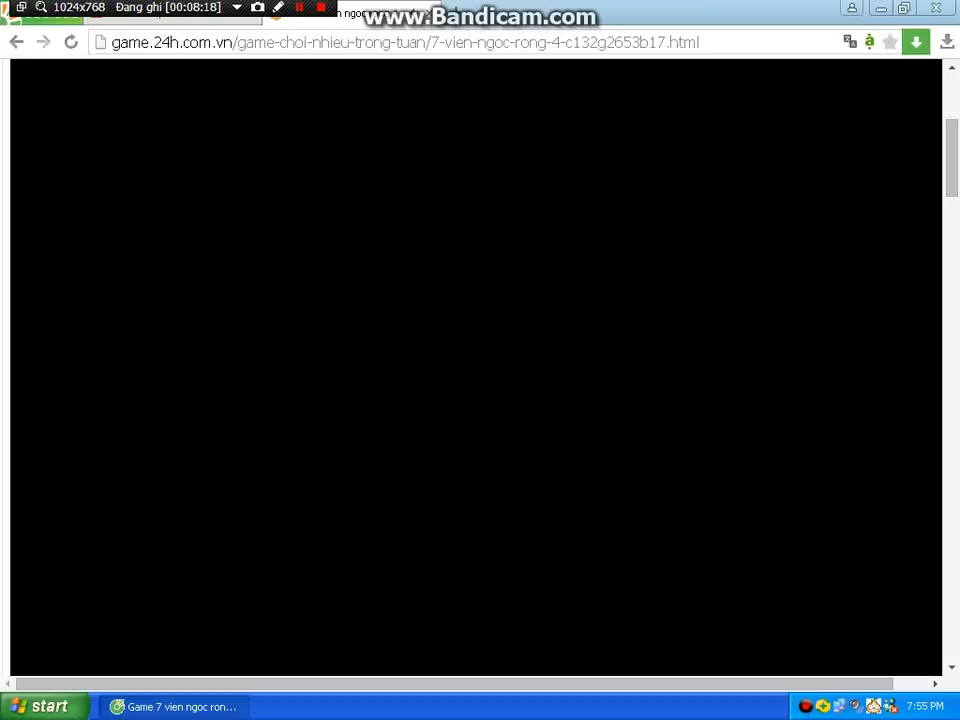 1024x768 Đang ghi [00:08:18]
www.Bandicam.com
game.24h.com.vn/game-choi-nhieu-trong-tuan/7-vien-ngoc-rong-4-c132g2653b17.html
start
Game 7 vien ngoc ron...
7:55 PM